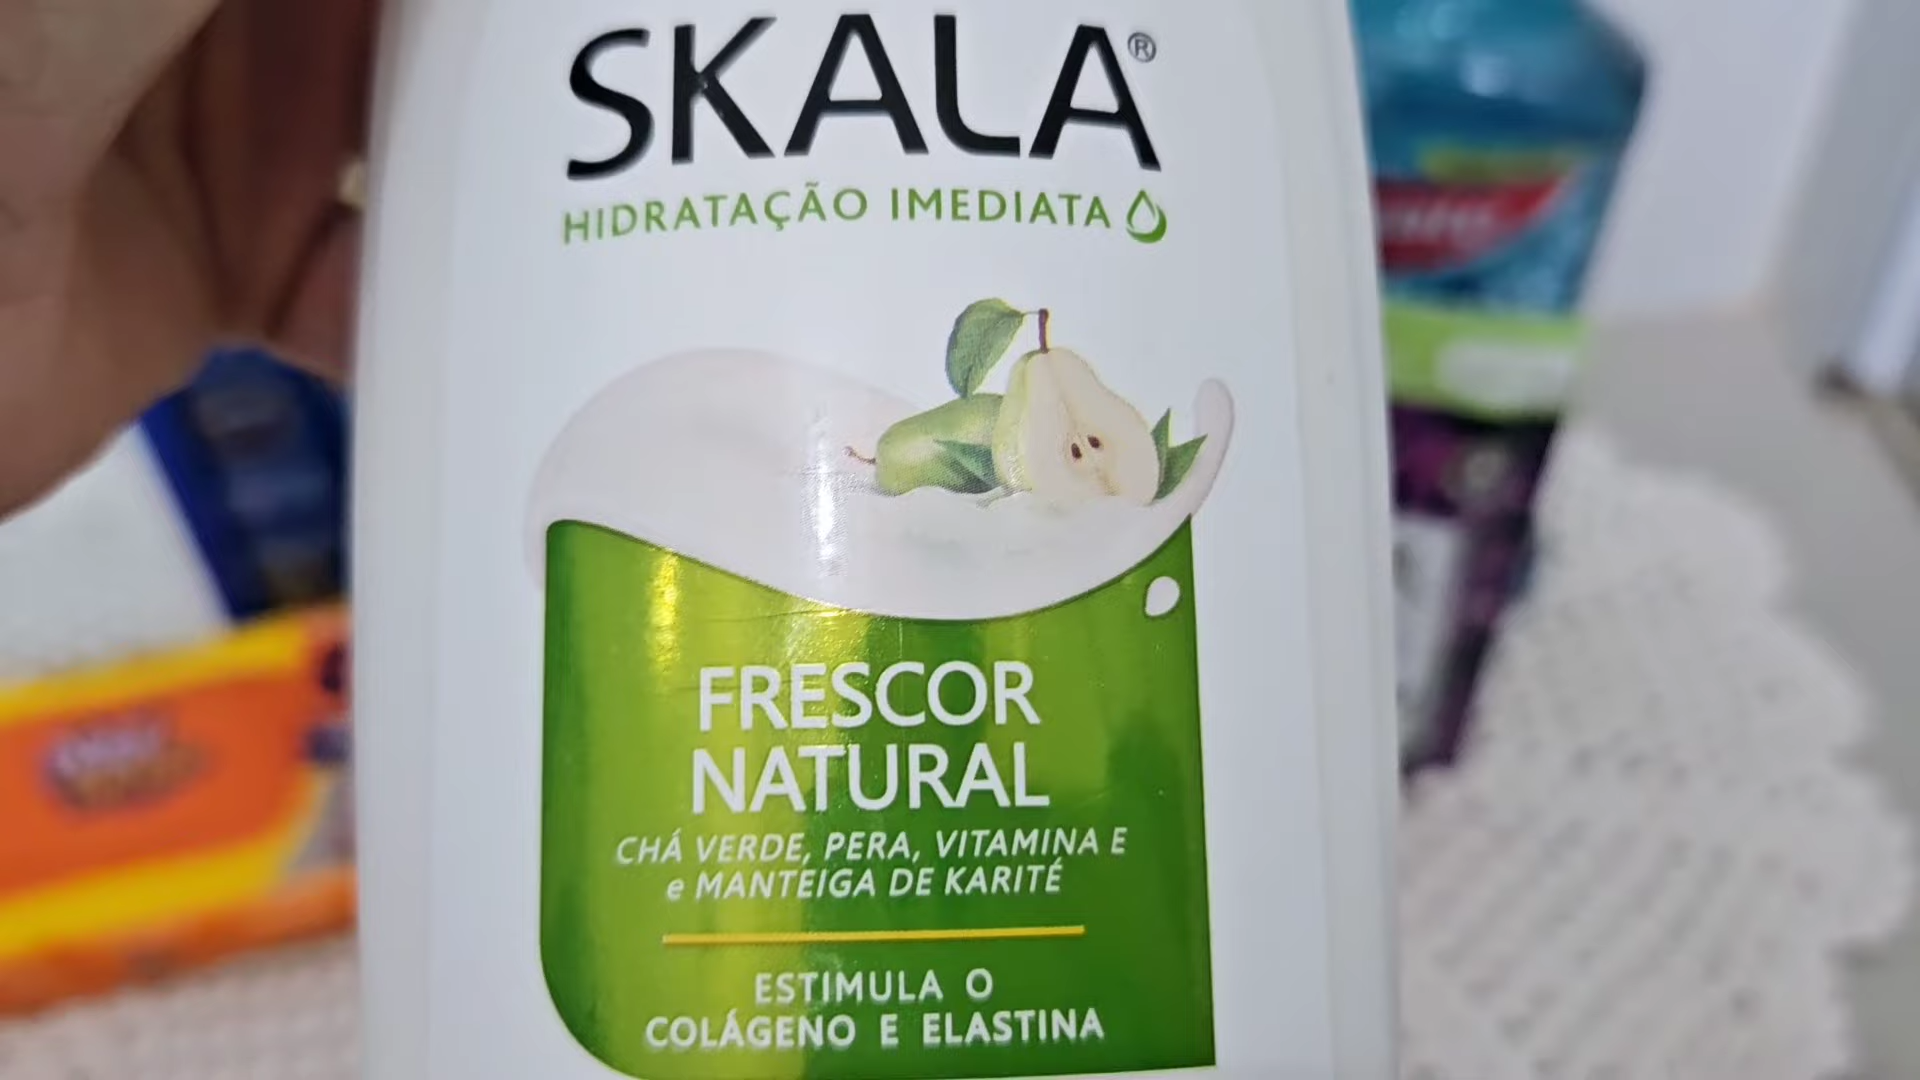 SKALA®
HIDRATAÇÃO IMEDIATA
FRESCOR
NATURAL
CHÁ VERDE, PERA, VITAMINA E
e MANTEIGA DE KARITÉ
ESTIMULA O
COLÁGENO E ELASTINA